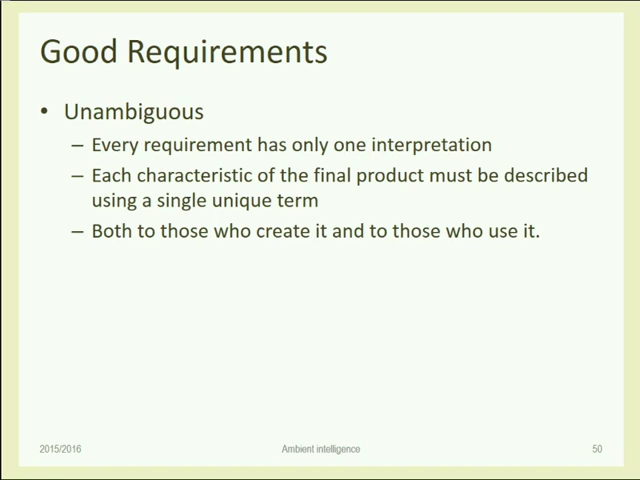 Good Requirements
• Unambiguous
– Every requirement has only one interpretation
– Each characteristic of the final product must be described
using a single unique term
– Both to those who create it and to those who use it.
2015/2016
Ambient intelligence
50